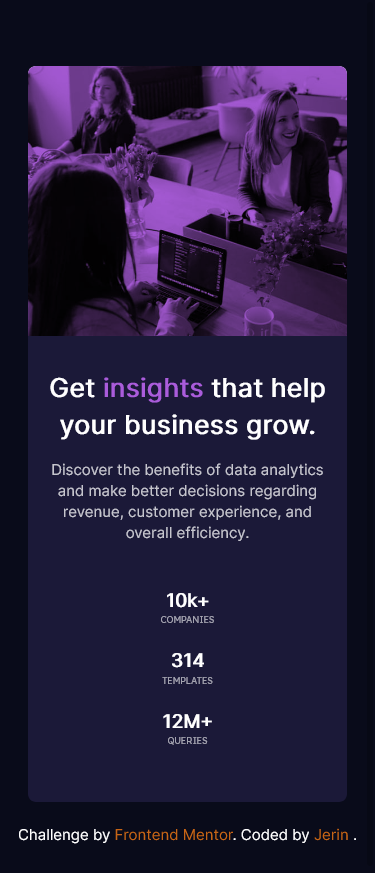 Get insights that help
your business grow.
Discover the benefits of data analytics
and make better decisions regarding
revenue, customer experience, and
overall efficiency.
10k+
COMPANIES
314
TEMPLATES
12M+
QUERIES
Challenge by Frontend Mentor. Coded by Jerin .